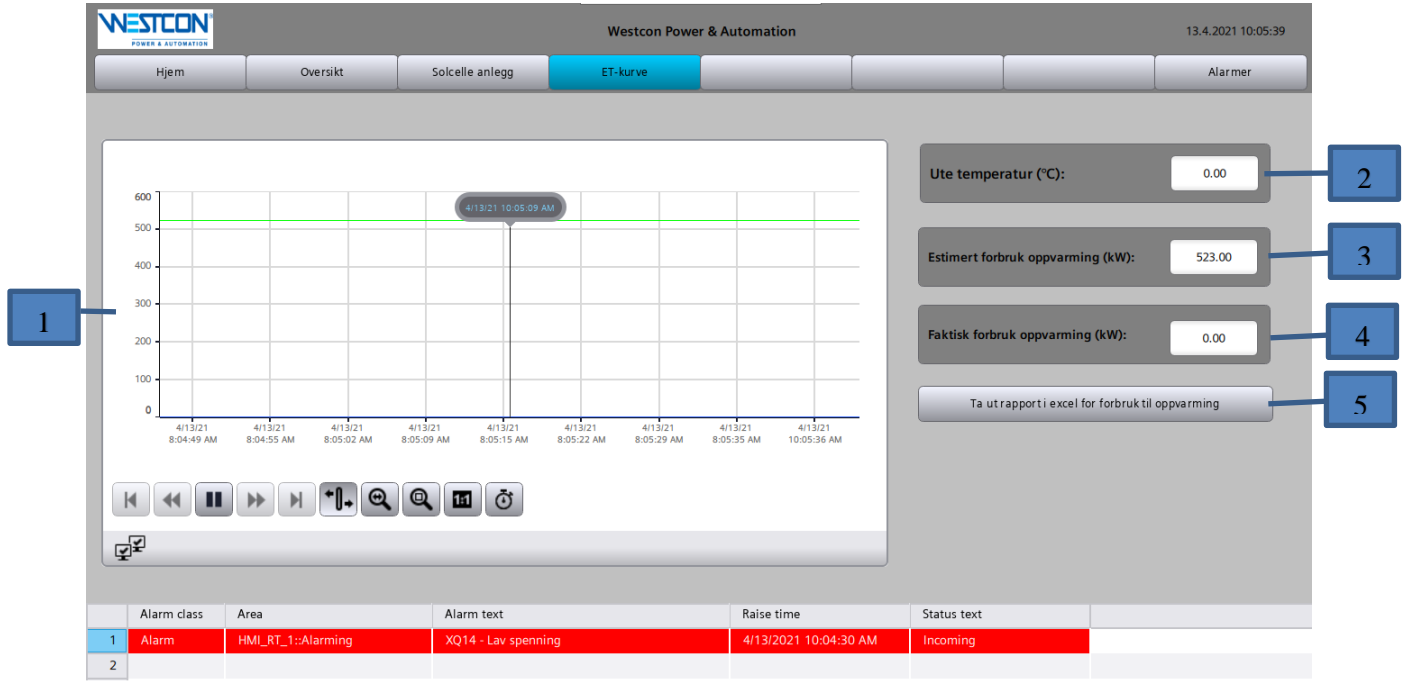 WESTCON
POWER & AUTOMATION
Westcon Power & Automation
13.4.2021 10:05:39
Hjem
Oversikt
Solcelle anlegg
ET-kurve
Alarmer
600
500
400
300
200
100
0
4/13/21 10:05:09 AM
4/13/21
8:04:49 AM
4/13/21
8:04:55 AM
4/13/21
8:05:02 AM
4/13/21
8:05:09 AM
4/13/21
8:05:15 AM
4/13/21
8:05:22 AM
4/13/21
8:05:29 AM
4/13/21
8:05:35 AM
4/13/21
10:05:36 AM
1:1
1
Ute temperatur (°C):
0.00
2
Estimert forbruk oppvarming (kW):
523.00
3
Faktisk forbruk oppvarming (kW):
0.00
4
Ta ut rapport i excel for forbruk til oppvarming
5
Alarm class
Area
Alarm text
Raise time
Status text
1
Alarm
HMI_RT_1::Alarming
XQ14 - Lav spenning
4/13/2021 10:04:30 AM
Incoming
2